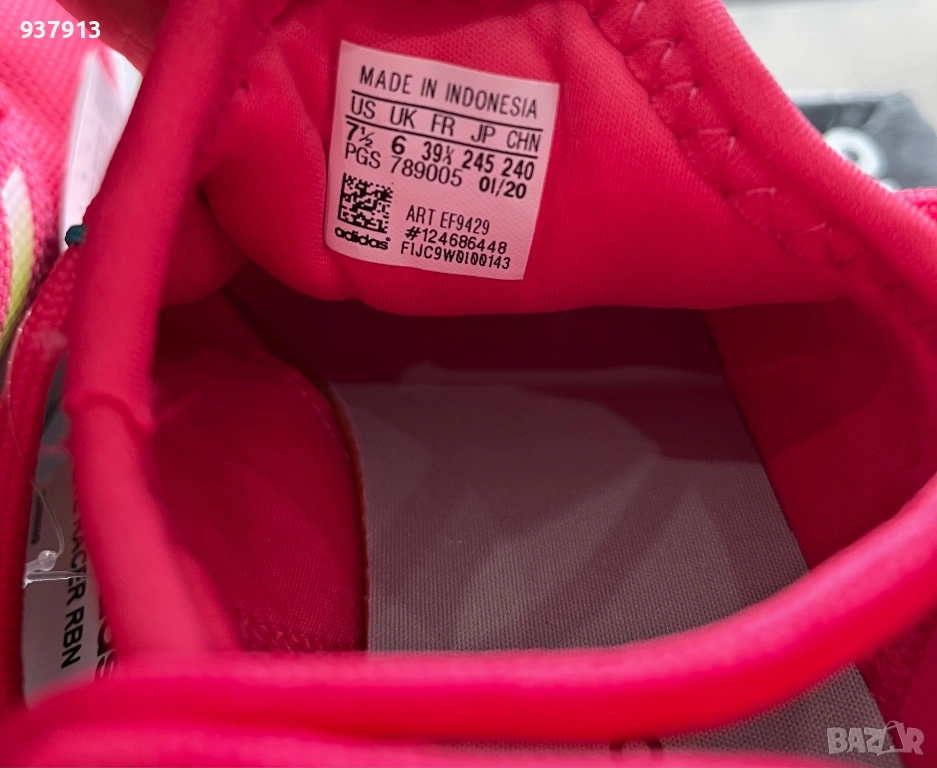 937913
MADE IN INDONESIA
US UK FR JP CHN
7½ 6 39⅓ 245 240
PGS 789005 01/20
ART EF9429
#124686448
F1JC9W0I00143
adidas
RACER RBN
BAZAR